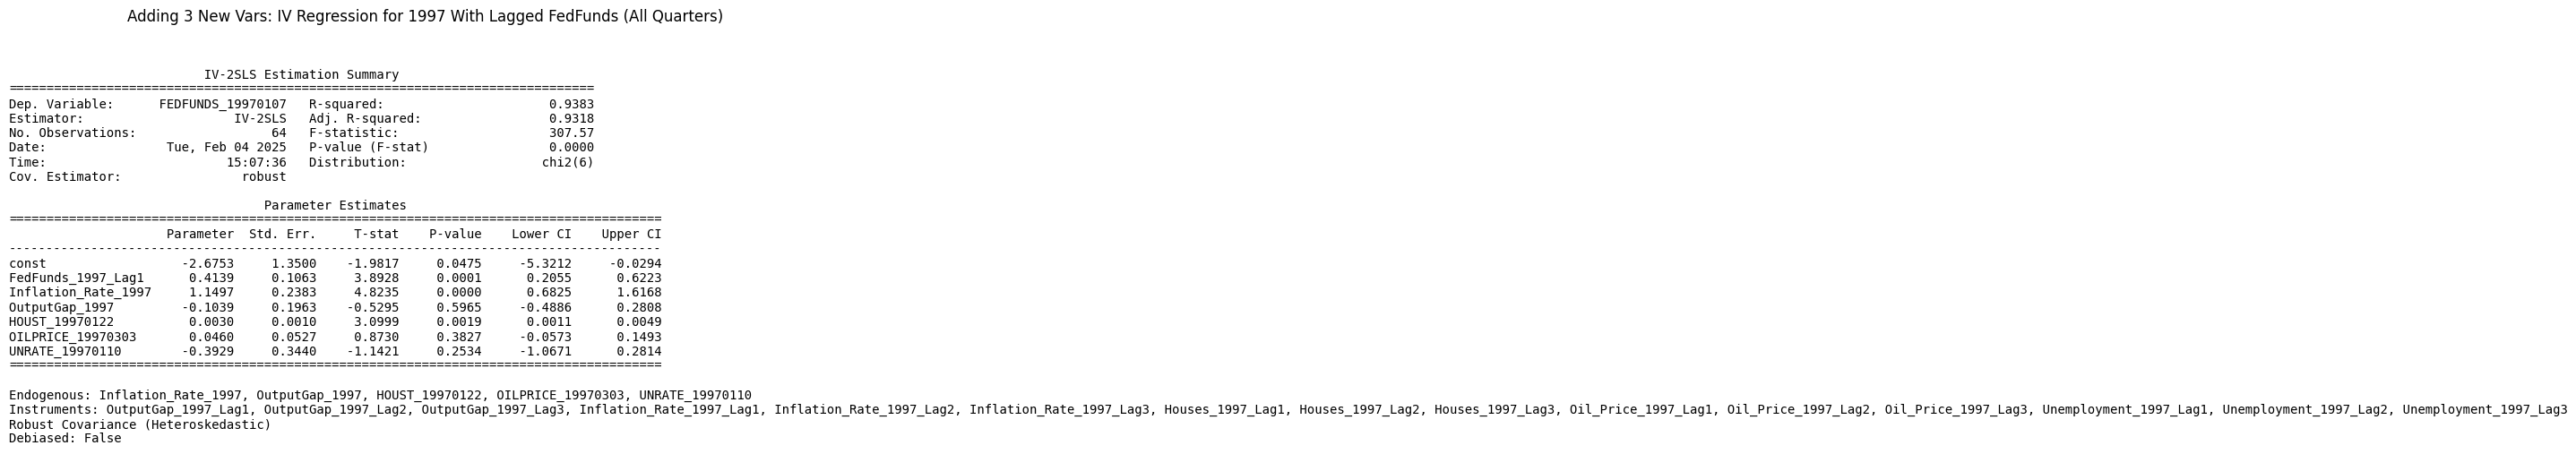 Adding 3 New Vars: IV Regression for 1997 With Lagged FedFunds (All Quarters)
IV-2SLS Estimation Summary
==============================================================================
Dep. Variable:      FEDFUNDS_19970107   R-squared:                      0.9383
Estimator:                    IV-2SLS   Adj. R-squared:                 0.9318
No. Observations:                  64   F-statistic:                    307.57
Date:                Tue, Feb 04 2025   P-value (F-stat)                0.0000
Time:                        15:07:36   Distribution:                  chi2(6)
Cov. Estimator:                robust
Parameter Estimates
=======================================================================================
Parameter  Std. Err.     T-stat    P-value    Lower CI    Upper CI
---------------------------------------------------------------------------------------
const                  -2.6753     1.3500    -1.9817     0.0475     -5.3212     -0.0294
FedFunds_1997_Lag1      0.4139     0.1063     3.8928     0.0001      0.2055      0.6223
Inflation_Rate_1997     1.1497     0.2383     4.8235     0.0000      0.6825      1.6168
OutputGap_1997         -0.1039     0.1963    -0.5295     0.5965     -0.4886      0.2808
HOUST_19970122          0.0030     0.0010     3.0999     0.0019      0.0011      0.0049
OILPRICE_19970303       0.0460     0.0527     0.8730     0.3827     -0.0573      0.1493
UNRATE_19970110        -0.3929     0.3440    -1.1421     0.2534     -1.0671      0.2814
=======================================================================================
Endogenous: Inflation_Rate_1997, OutputGap_1997, HOUST_19970122, OILPRICE_19970303, UNRATE_19970110
Instruments: OutputGap_1997_Lag1, OutputGap_1997_Lag2, OutputGap_1997_Lag3, Inflation_Rate_1997_Lag1, Inflation_Rate_1997_Lag2, Inflation_Rate_1997_Lag3, Houses_1997_Lag1, Houses_1997_Lag2, Houses_1997_Lag3, Oil_Price_1997_Lag1, Oil_Price_1997_Lag2, Oil_Price_1997_Lag3, Unemployment_1997_Lag1, Unemployment_1997_Lag2, Unemployment_1997_Lag3
Robust Covariance (Heteroskedastic)
Debiased: False